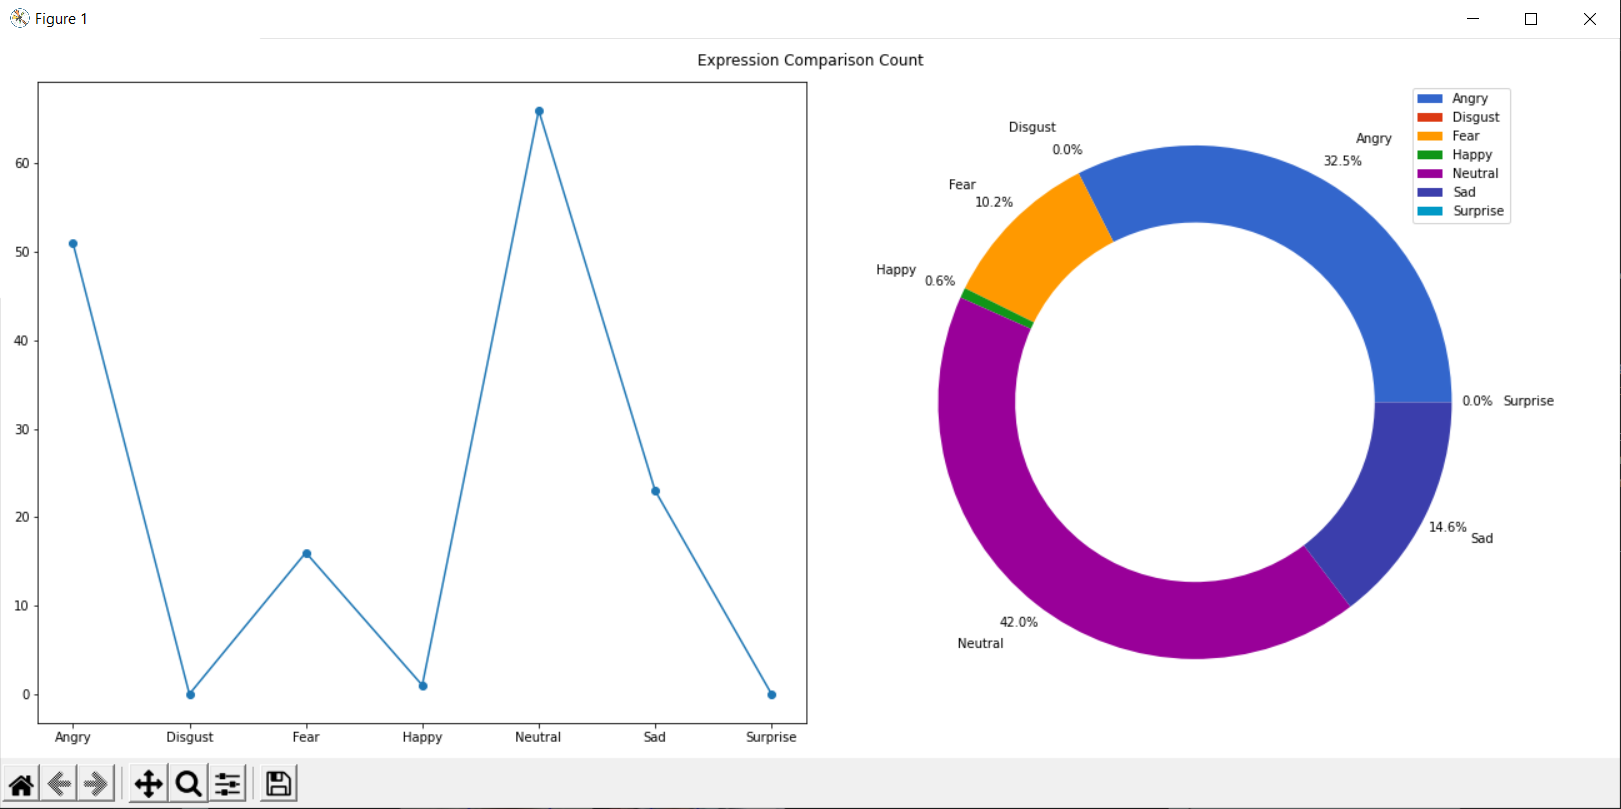 Figure 1
Expression Comparison Count
60
50
40
30
20
10
0
Angry Disgust Fear Happy Neutral Sad Surprise
Disgust
0.0%
Angry
32.5%
Fear
10.2%
Happy
0.6%
0.0% Surprise
14.6%
Sad
42.0%
Neutral
Angry
Disgust
Fear
Happy
Neutral
Sad
Surprise